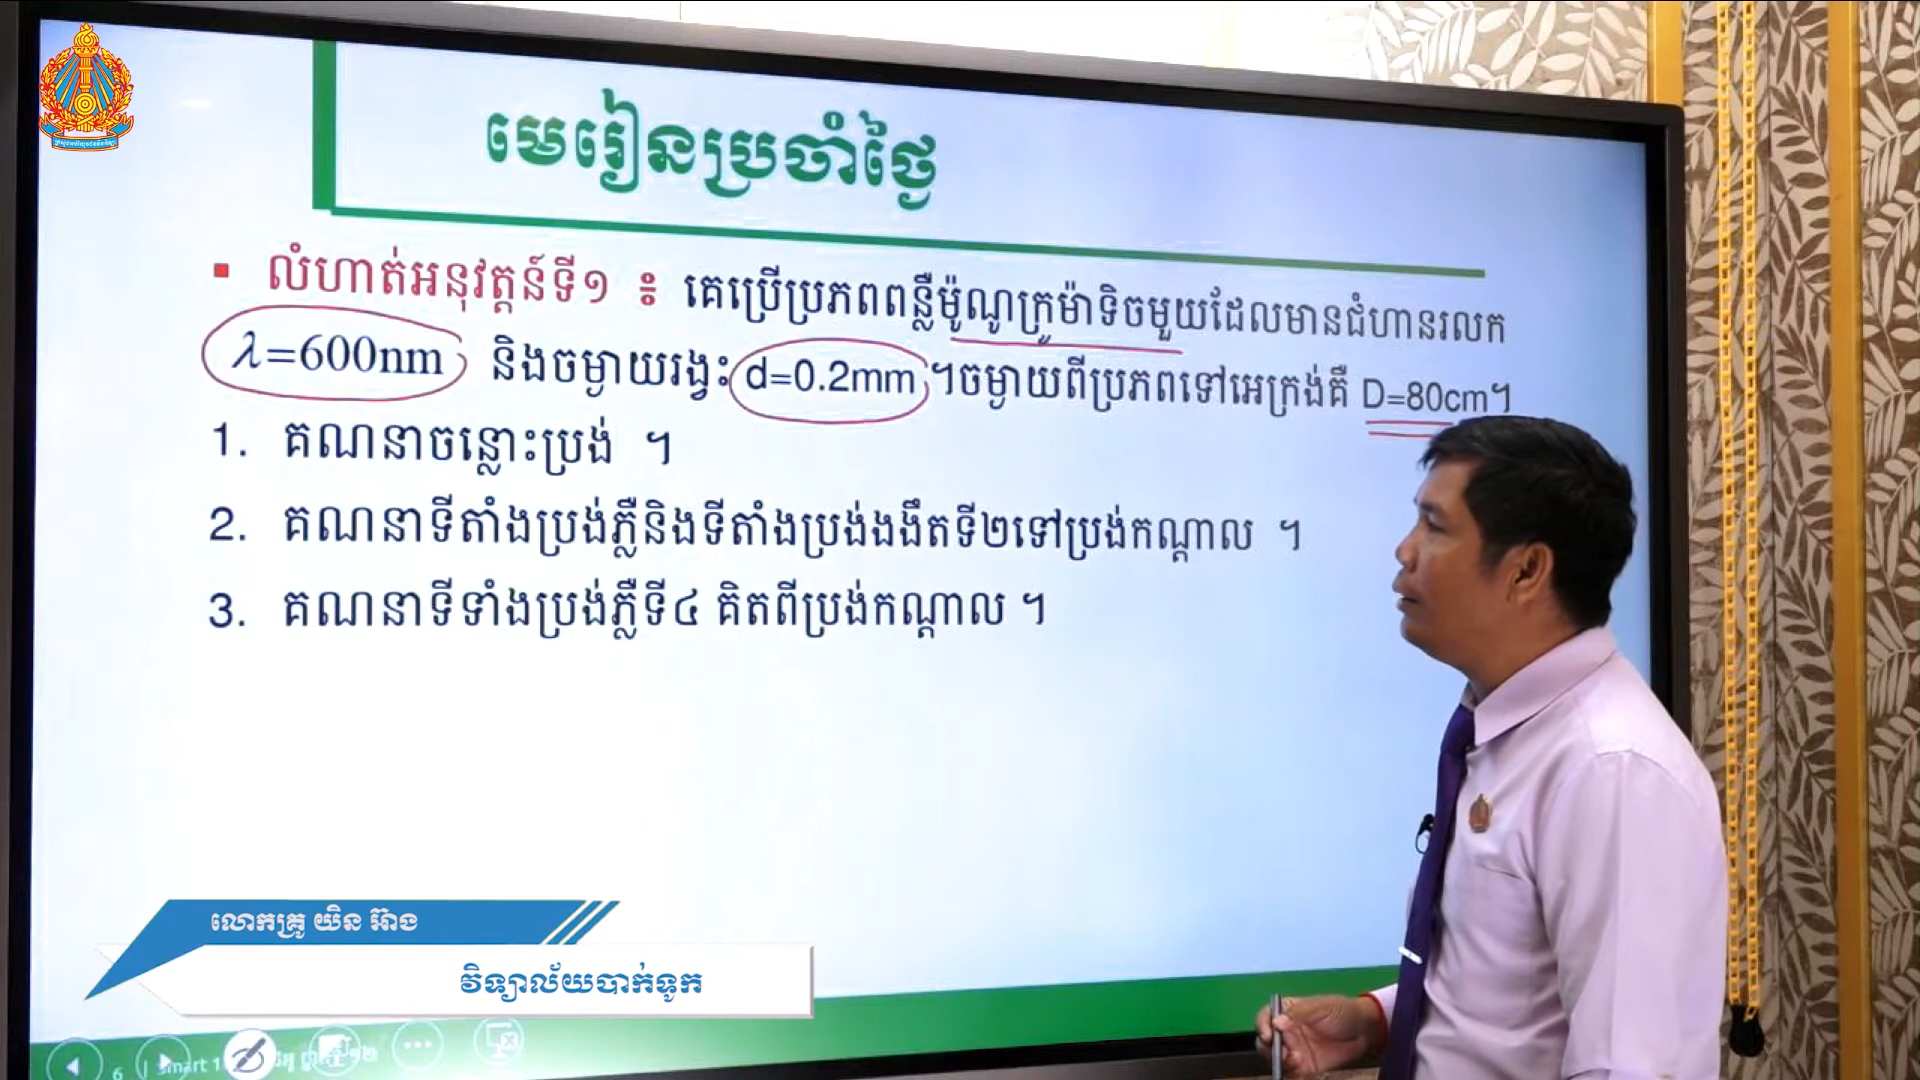 មេរៀនប្រចាំថ្ងៃ
▪ លំហាត់អនុវត្តន៍ទី១ ៖ គេប្រើប្រភពពន្លឺម៉ូណូក្រូម៉ាទិចមួយដែលមានជំហានរលក
λ=600nm និងចម្ងាយរង្វះ d=0.2mm ។ចម្ងាយពីប្រភពទៅអេក្រង់គឺ D=80cm។
1. គណនាចន្លោះប្រង់ ។
2. គណនាទីតាំងប្រង់ភ្លឺនិងទីតាំងប្រង់ងងឹតទី២ទៅប្រង់កណ្តាល ។
3. គណនាទីទាំងប្រង់ភ្លឺទី៤ គិតពីប្រង់កណ្តាល ។
លោកគ្រូ ឃិន អ៊ាង
វិទ្យាល័យបាក់ទូក
6